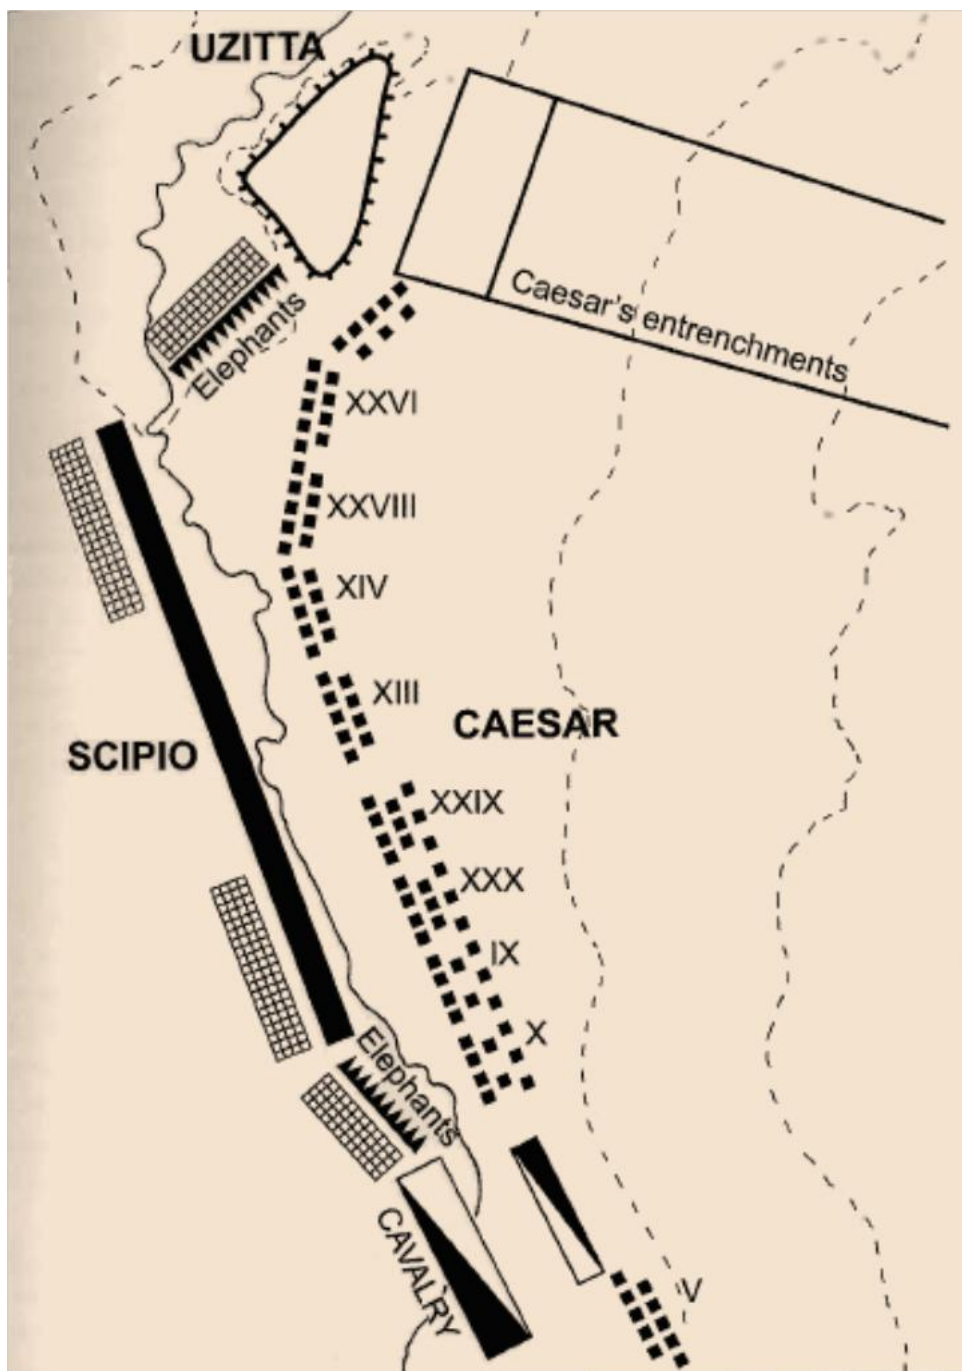 UZITTA
Caesar's entrenchments
Elephants
XXVI
XXVIII
XIV
XIII
SCIPIO
CAESAR
XXIX
XXX
IX
X
Elephants
CAVALRY
V